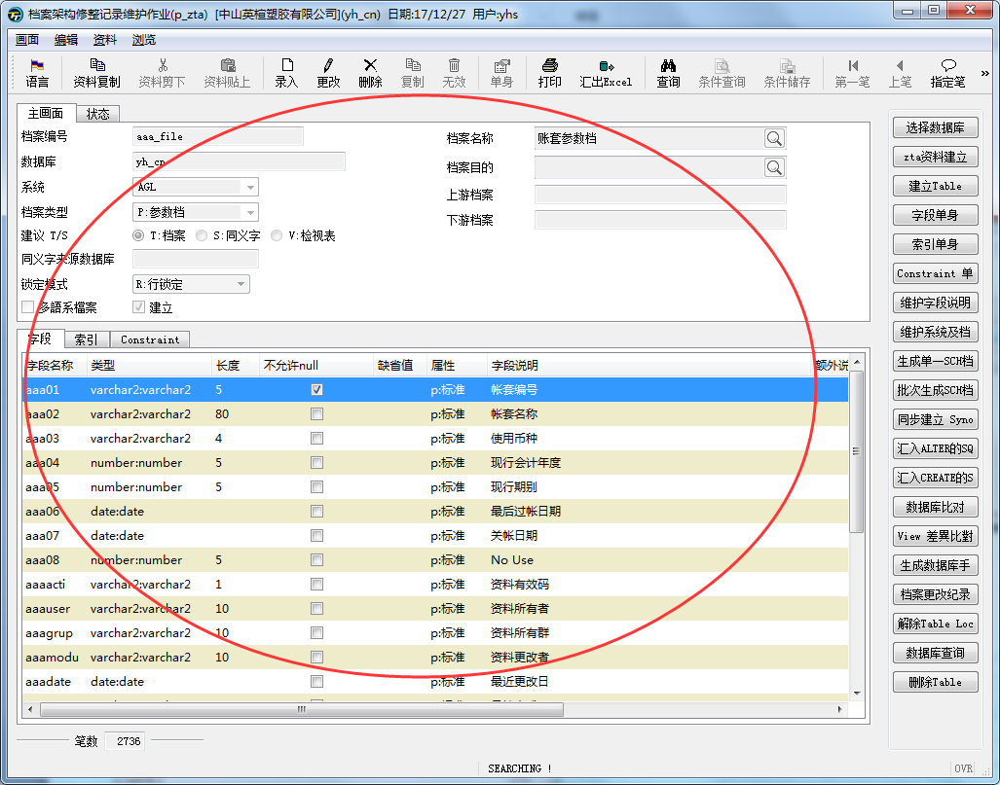 档案架构修整记录维护作业(p_zta) [中山英楦塑胶有限公司](yh_cn) 日期:17/12/27 用户:yhs
画面 编辑 资料 浏览
语言 资料复制 资料剪下 资料贴上 录入 更改 删除 复制 无效 单身 打印 汇出Excel 查询 条件查询 条件储存 第一笔 上笔 指定笔 »
主画面 状态
档案编号 aaa_file 档案名称 账套参数档
数据库 yh_cn 档案目的
系统 AGL 上游档案
档案类型 P:参数档 下游档案
建议 T/S T:档案 S:同义字 V:检视表
同义字来源数据库
锁定模式 R:行锁定
多語系檔案 建立
字段 索引 Constraint
字段名称 类型 长度 不允许null 缺省值 属性 字段说明 额外说
aaa01 varchar2:varchar2 5 p:标准 帐套编号
aaa02 varchar2:varchar2 80 p:标准 帐套名称
aaa03 varchar2:varchar2 4 p:标准 使用币种
aaa04 number:number 5 p:标准 现行会计年度
aaa05 number:number 5 p:标准 现行期别
aaa06 date:date p:标准 最后过帐日期
aaa07 date:date p:标准 关帐日期
aaa08 number:number 5 p:标准 No Use
aaaacti varchar2:varchar2 1 p:标准 资料有效码
aaauser varchar2:varchar2 10 p:标准 资料所有者
aaagrup varchar2:varchar2 10 p:标准 资料所有群
aaamodu varchar2:varchar2 10 p:标准 资料更改者
aaadate date:date p:标准 最近更改日
笔数 2736
选择数据库
zta资料建立
建立Table
字段单身
索引单身
Constraint 单
维护字段说明
维护系统及档
生成单一SCH档
批次生成SCH档
同步建立 Syno
汇入ALTER的SQ
汇入CREATE的S
数据库比对
View 差異比對
生成数据库手
档案更改纪录
解除Table Loc
数据库查询
删除Table
SEARCHING ! OVR